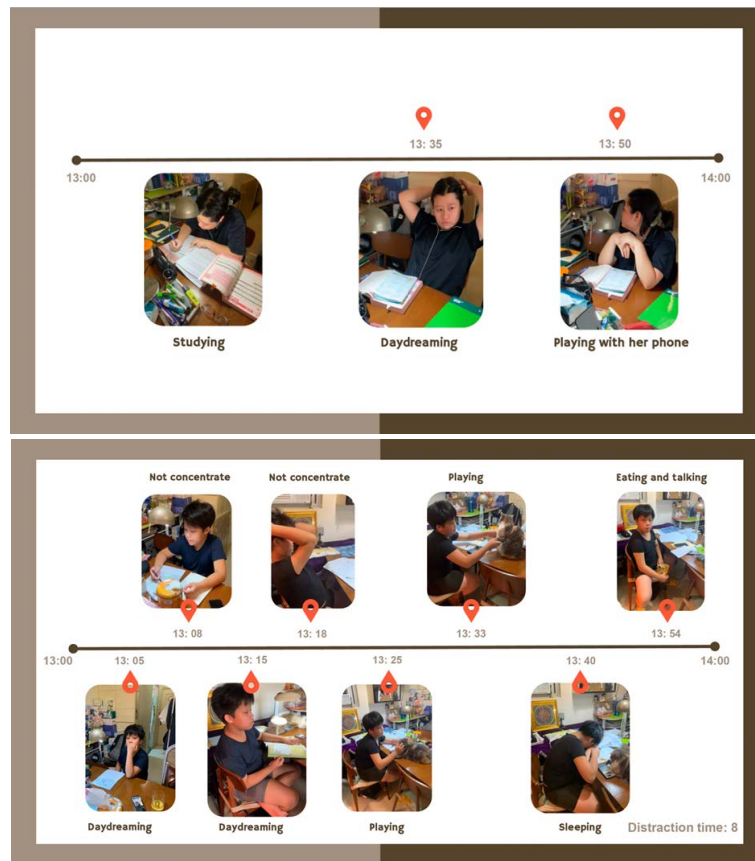 13: 35
13: 50
13:00
14:00
Studying
Daydreaming
Playing with her phone
Not concentrate
Not concentrate
Playing
Eating and talking
13: 08
13: 18
13: 33
13: 54
13:00
13: 05
13: 15
13: 25
13: 40
14:00
Daydreaming
Daydreaming
Playing
Sleeping
Distraction time: 8